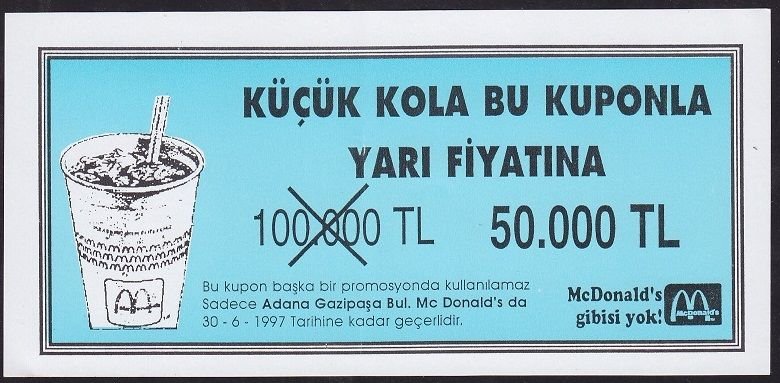 KÜÇÜK KOLA BU KUPONLA
YARI FİYATINA
100.000 TL 50.000 TL
Bu kupon başka bir promosyonda kullanılamaz
Sadece Adana Gazipaşa Bul. Mc Donald's da
30 - 6 - 1997 Tarihine kadar geçerlidir.
McDonald's
gibisi yok!
McDonald's